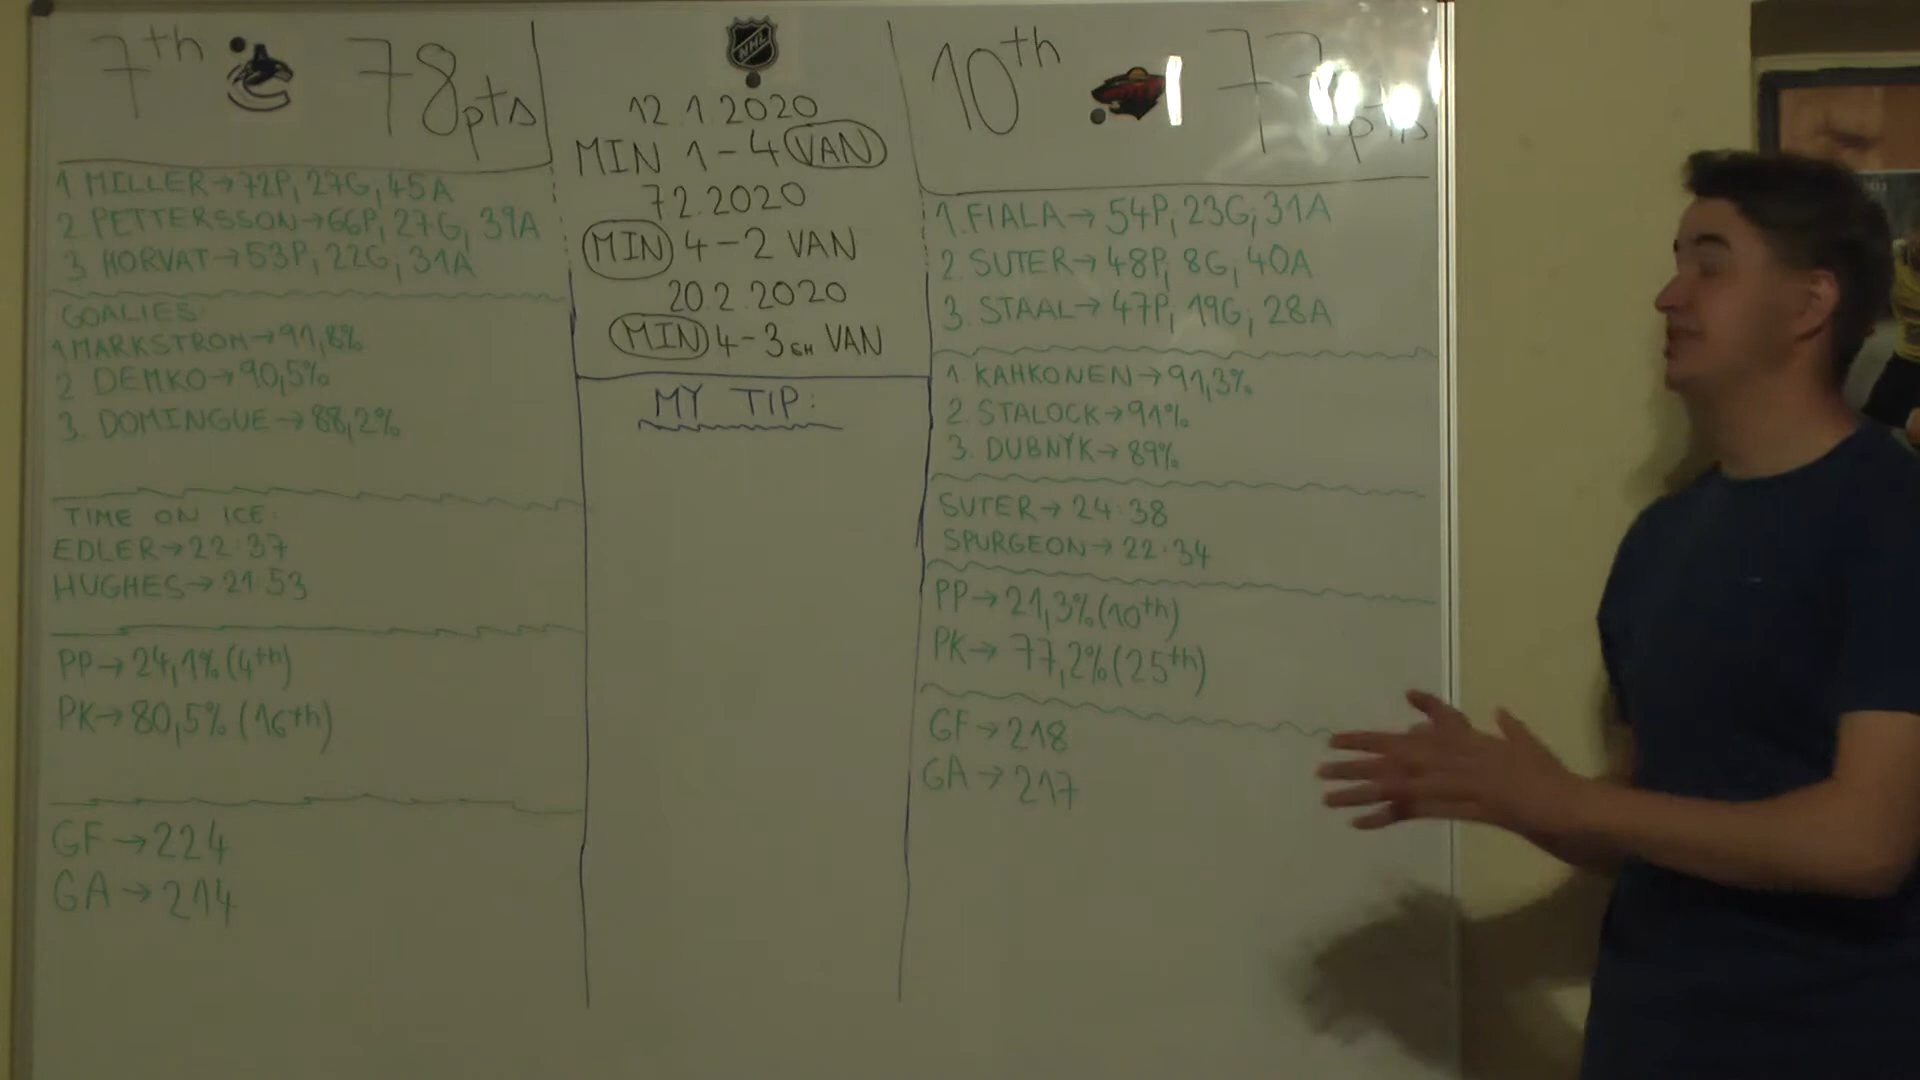 7th 78pts
1 MILLER→72P, 27G, 45A
2. PETTERSSON→66P, 27G, 39A
3 HORVAT→53P, 22G, 31A
GOALIES:
1 MARKSTROM→91,8%
2 DEMKO→90,5%
3. DOMINGUE→88,2%
TIME ON ICE:
EDLER→22:37
HUGHES→21:53
PP→24,1% (4th)
PK→80,5% (16th)
GF→224
GA→214
NHL
12.1.2020
MIN 1-4 VAN
7.2.2020
MIN 4-2 VAN
20.2.2020
MIN 4-3 VAN
MY TIP:
10th 77pts
1. FIALA→54P, 23G, 31A
2. SUTER→48P, 8G, 40A
3. STAAL→47P, 19G, 28A
1. KAHKONEN→91,3%
2. STALOCK→91%
3. DUBNYK→89%
SUTER→24:38
SPURGEON→22:34
PP→21,3% (10th)
PK→77,2% (25th)
GF→218
GA→217